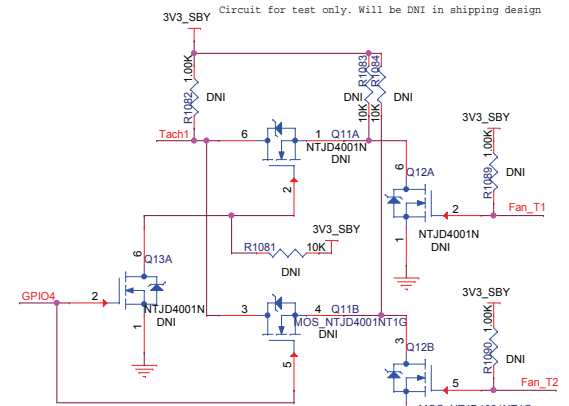 Circuit for test only. Will be DNI in shipping design
3V3_SBY
1.00K
R1082
DNI
R1083
R1084
DNI
DNI
10K
10K
3V3_SBY
Tach1
6
1
Q11A
NTJD4001N
DNI
2
1.00K
R1089
DNI
6
Q12A
2
Fan_T1
1
NTJD4001N
DNI
3V3_SBY
R1081
10K
DNI
6
Q13A
GPIO4
2
NTJD4001N
DNI
1
3
4
Q11B
MOS_NTJD4001NT1G
DNI
5
3V3_SBY
1.00K
R1090
DNI
3
Q12B
5
Fan_T2